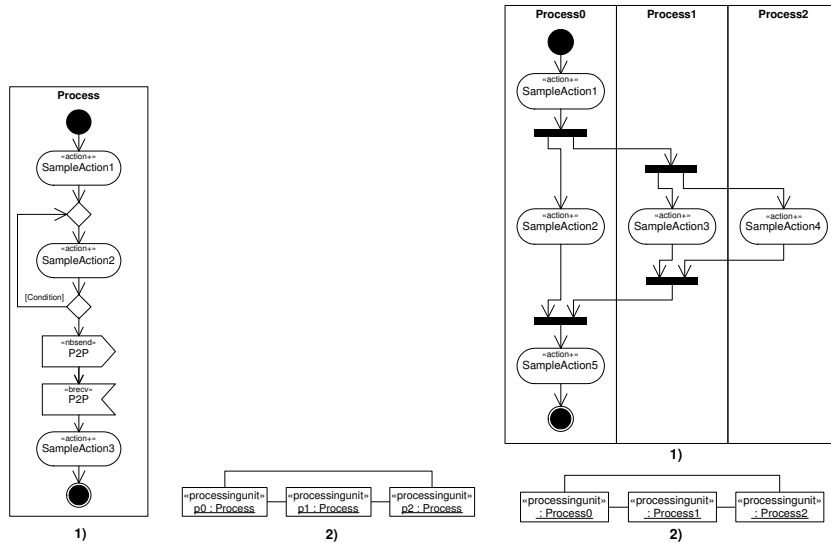 Process
«action+»
SampleAction1
«action+»
SampleAction2
[Condition]
«nbsend»
P2P
«brecv»
P2P
«action+»
SampleAction3
1)
«processingunit» «processingunit» «processingunit»
p0 : Process p1 : Process p2 : Process
2)
Process0 Process1 Process2
«action+»
SampleAction1
«action+» «action+» «action+»
SampleAction2 SampleAction3 SampleAction4
«action+»
SampleAction5
1)
«processingunit» «processingunit» «processingunit»
: Process0 : Process1 : Process2
2)